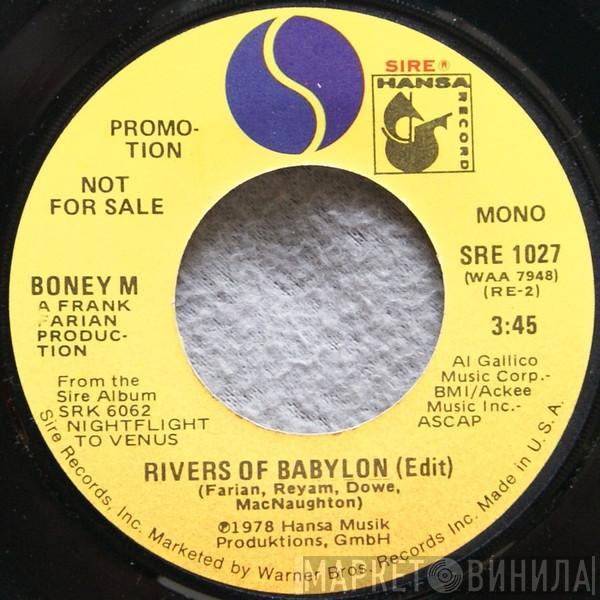 SIRE®
HANSA
RECORD
PROMO-
TION
NOT
FOR SALE
MONO
SRE 1027
(WAA 7948)
(RE-2)
3:45
BONEY M
A FRANK
FARIAN
PRODUC-
TION
From the
Sire Album
SRK 6062
NIGHTFLIGHT
TO VENUS
Al Gallico
Music Corp.-
BMI/Ackee
Music Inc.-
ASCAP
RIVERS OF BABYLON (Edit)
(Farian, Reyam, Dowe,
MacNaughton)
℗1978 Hansa Musik
Produktions, GmbH
Sire Records, Inc. Marketed by Warner Bros. Records Inc. Made in U.S.A.
МАРКЕТ ВИНИЛА